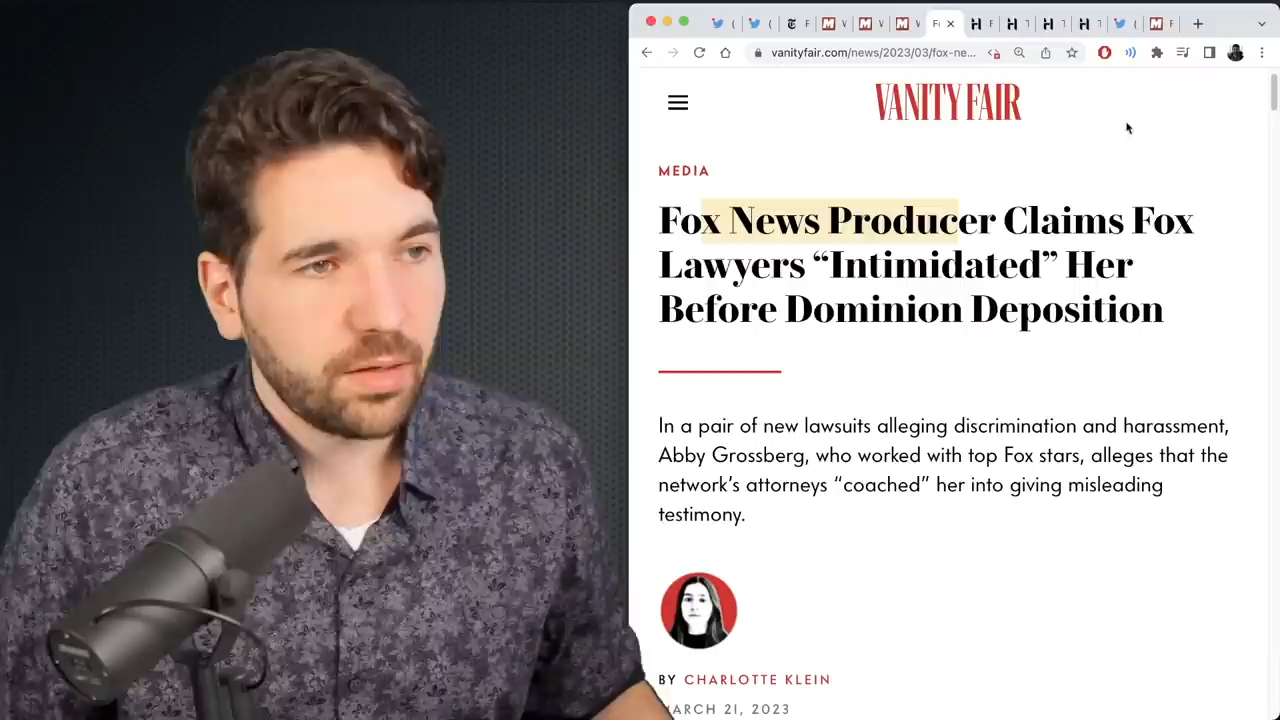 ( ( F V V V Fe F T T T ( F
vanityfair.com/news/2023/03/fox-ne...
VANITY FAIR
MEDIA
Fox News Producer Claims Fox
Lawyers “Intimidated” Her
Before Dominion Deposition
In a pair of new lawsuits alleging discrimination and harassment,
Abby Grossberg, who worked with top Fox stars, alleges that the
network’s attorneys “coached” her into giving misleading
testimony.
BY CHARLOTTE KLEIN
MARCH 21, 2023